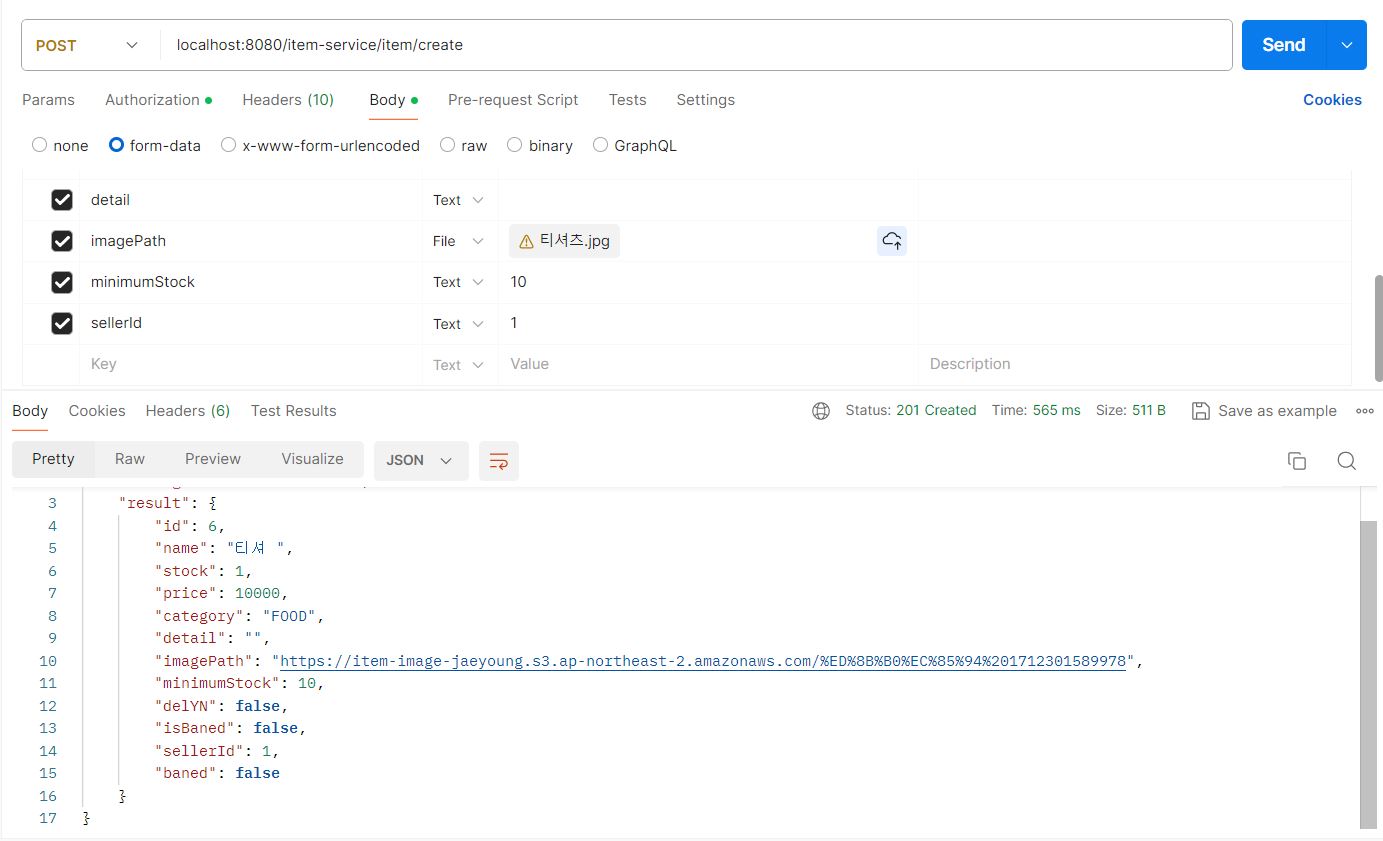 POST localhost:8080/item-service/item/create Send
Params Authorization Headers (10) Body Pre-request Script Tests Settings Cookies
none form-data x-www-form-urlencoded raw binary GraphQL
detail Text
imagePath File 티셔츠.jpg
minimumStock Text 10
sellerId Text 1
Key Text Value Description
Body Cookies Headers (6) Test Results Status: 201 Created Time: 565 ms Size: 511 B Save as example
Pretty Raw Preview Visualize JSON
3 "result": {
4 "id": 6,
5 "name": "티셔 ",
6 "stock": 1,
7 "price": 10000,
8 "category": "FOOD",
9 "detail": "",
10 "imagePath": "https://item-image-jaeyoung.s3.ap-northeast-2.amazonaws.com/%ED%8B%B0%EC%85%94%201712301589978",
11 "minimumStock": 10,
12 "delYN": false,
13 "isBaned": false,
14 "sellerId": 1,
15 "baned": false
16 }
17 }